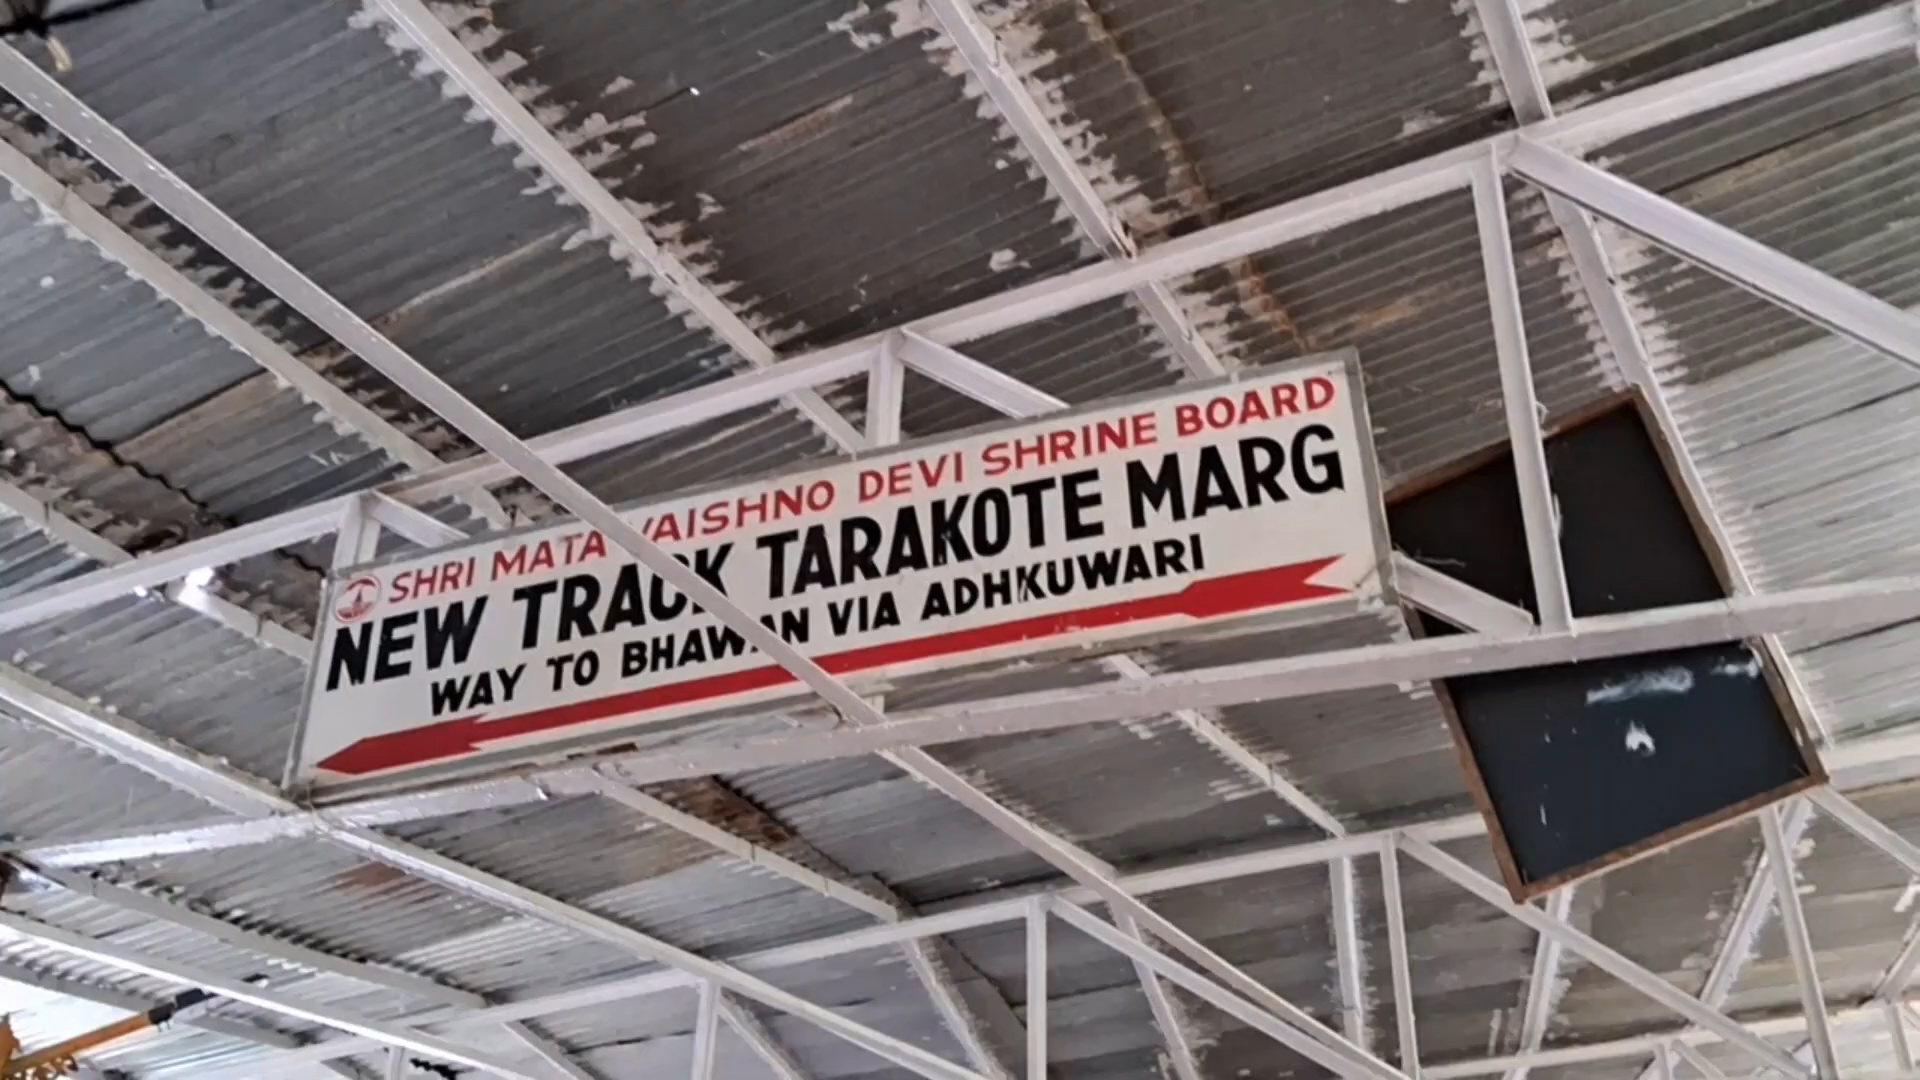 SHRI MATA VAISHNO DEVI SHRINE BOARD
NEW TRACK TARAKOTE MARG
WAY TO BHAWAN VIA ADHKUWARI